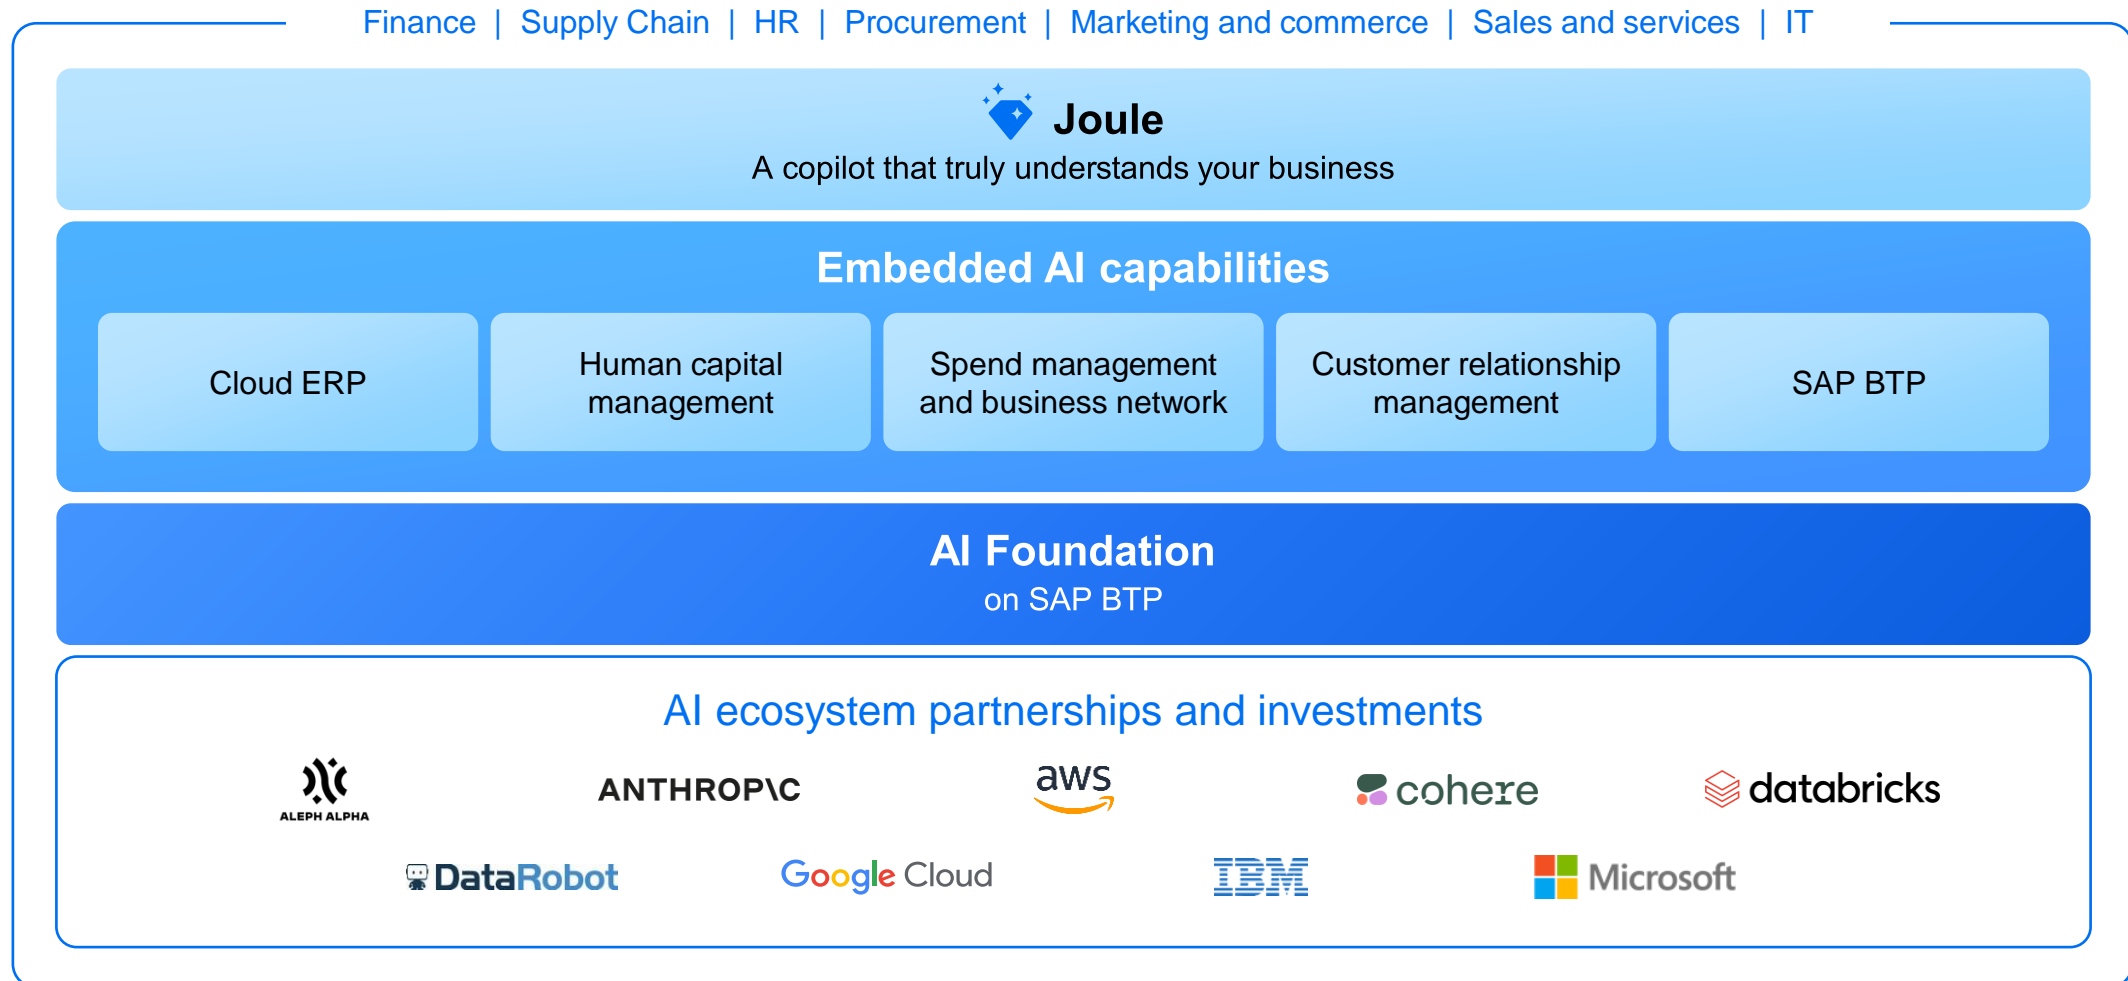 Finance | Supply Chain | HR | Procurement | Marketing and commerce | Sales and services | IT
Joule
A copilot that truly understands your business
Embedded AI capabilities
Cloud ERP
Human capital
management
Spend management
and business network
Customer relationship
management
SAP BTP
AI Foundation
on SAP BTP
AI ecosystem partnerships and investments
ALEPH ALPHA
ANTHROP\C
aws
cohere
databricks
DataRobot
Google Cloud
IBM
Microsoft